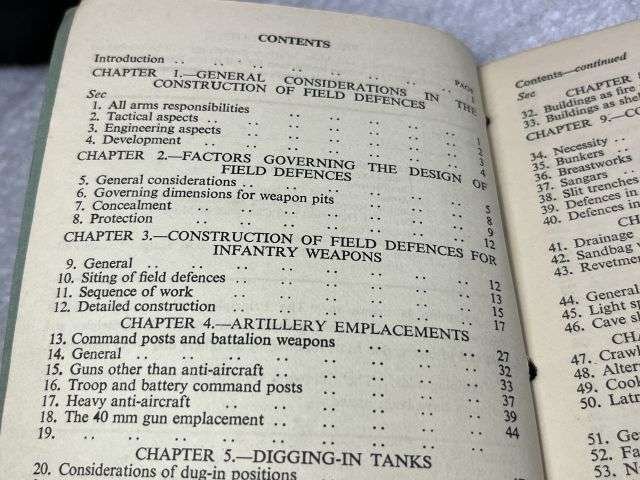 CONTENTS
PAGE
Introduction .. .. .. .. .. .. ..
CHAPTER 1.—GENERAL CONSIDERATIONS IN THE
CONSTRUCTION OF FIELD DEFENCES
Sec
1. All arms responsibilities .. .. .. .. 1
2. Tactical aspects .. .. .. .. .. 2
3. Engineering aspects .. .. .. .. 3
4. Development .. .. .. .. .. 4
CHAPTER 2.—FACTORS GOVERNING THE DESIGN OF
FIELD DEFENCES
5. General considerations .. .. .. .. 5
6. Governing dimensions for weapon pits .. .. 8
7. Concealment .. .. .. .. .. 9
8. Protection .. .. .. .. .. 12
CHAPTER 3.—CONSTRUCTION OF FIELD DEFENCES FOR
INFANTRY WEAPONS
9. General .. .. .. .. .. .. 12
10. Siting of field defences .. .. .. .. 13
11. Sequence of work .. .. .. .. 15
12. Detailed construction .. .. .. .. 17
CHAPTER 4.—ARTILLERY EMPLACEMENTS
13. Command posts and battalion weapons .. .. 27
14. General .. .. .. .. .. .. 32
15. Guns other than anti-aircraft .. .. .. 33
16. Troop and battery command posts .. .. 37
17. Heavy anti-aircraft .. .. .. .. 39
18. The 40 mm gun emplacement .. .. .. 44
19. .. .. .. .. .. .. ..
CHAPTER 5.—DIGGING-IN TANKS
20. Considerations of dug-in positions
Contents—continued
Sec
CHAPTER
32. Buildings as fire
33. Buildings as
CHAPTER 9.—
34. Necessity ..
35. Bunkers ..
36. Breastworks
37. Sangars ..
38. Slit trenches
39. Defences in
40. Defences in
41. Drainage
42. Sandbag
43.
44. General
45. Light
46. Cave
47.
48.
49.
50.
51.
52.
53.